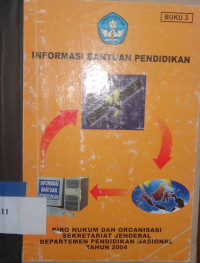 BUKU 3
INFORMASI BANTUAN PENDIDIKAN
INFORMASI
BANTUAN
PENDIDIKAN
BIRO HUKUM DAN ORGANISASI
SEKRETARIAT JENDERAL
DEPARTEMEN PENDIDIKAN NASIONAL
TAHUN 2004